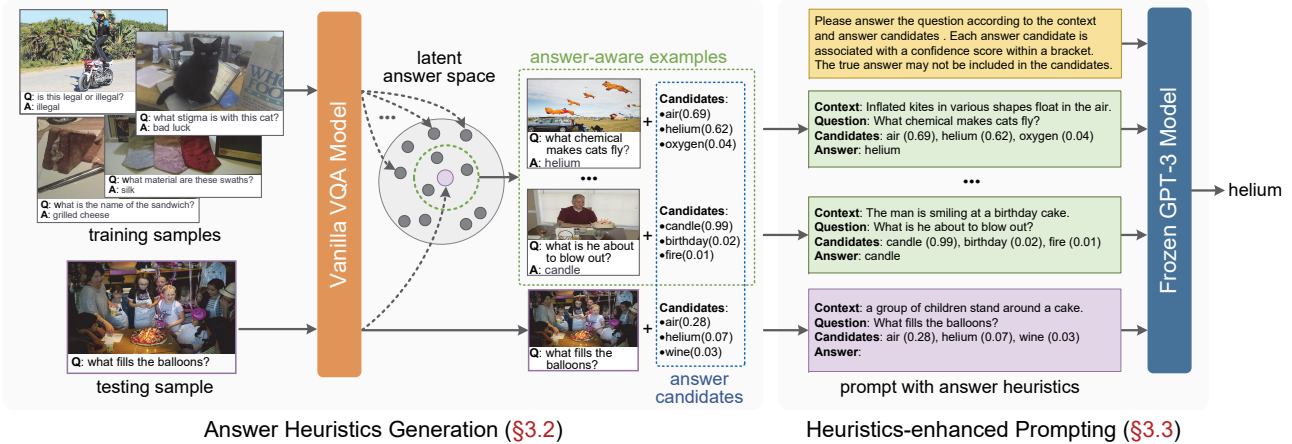 Q: is this legal or illegal?
A: illegal
WHO
Q: what stigma is with this cat?
A: bad luck
Q: what material are these swaths?
A: silk
Q: what is the name of the sandwich?
A: grilled cheese
training samples
Q: what fills the balloons?
testing sample
Vanilla VQA Model
latent
answer space
...
answer-aware examples
Q: what chemical
makes cats fly?
A: helium
+
Candidates:
•air(0.69)
•helium(0.62)
•oxygen(0.04)
...
Q: what is he about
to blow out?
A: candle
+
Candidates:
•candle(0.99)
•birthday(0.02)
•fire(0.01)
Q: what fills the
balloons?
+
Candidates:
•air(0.28)
•helium(0.07)
•wine(0.03)
answer
candidates
Answer Heuristics Generation (§3.2)
Please answer the question according to the context
and answer candidates . Each answer candidate is
associated with a confidence score within a bracket.
The true answer may not be included in the candidates.
Context: Inflated kites in various shapes float in the air.
Question: What chemical makes cats fly?
Candidates: air (0.69), helium (0.62), oxygen (0.04)
Answer: helium
...
Context: The man is smiling at a birthday cake.
Question: What is he about to blow out?
Candidates: candle (0.99), birthday (0.02), fire (0.01)
Answer: candle
Context: a group of children stand around a cake.
Question: What fills the balloons?
Candidates: air (0.28), helium (0.07), wine (0.03)
Answer:
prompt with answer heuristics
Frozen GPT-3 Model
helium
Heuristics-enhanced Prompting (§3.3)